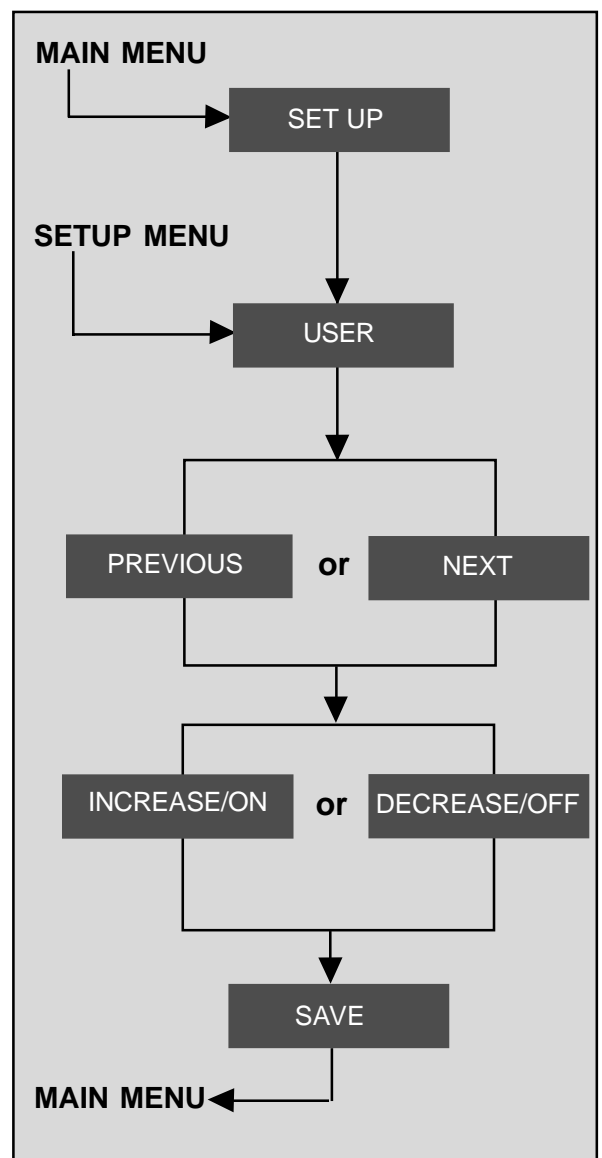 MAIN MENU
SET UP
SETUP MENU
USER
PREVIOUS or NEXT
INCREASE/ON or DECREASE/OFF
SAVE
MAIN MENU